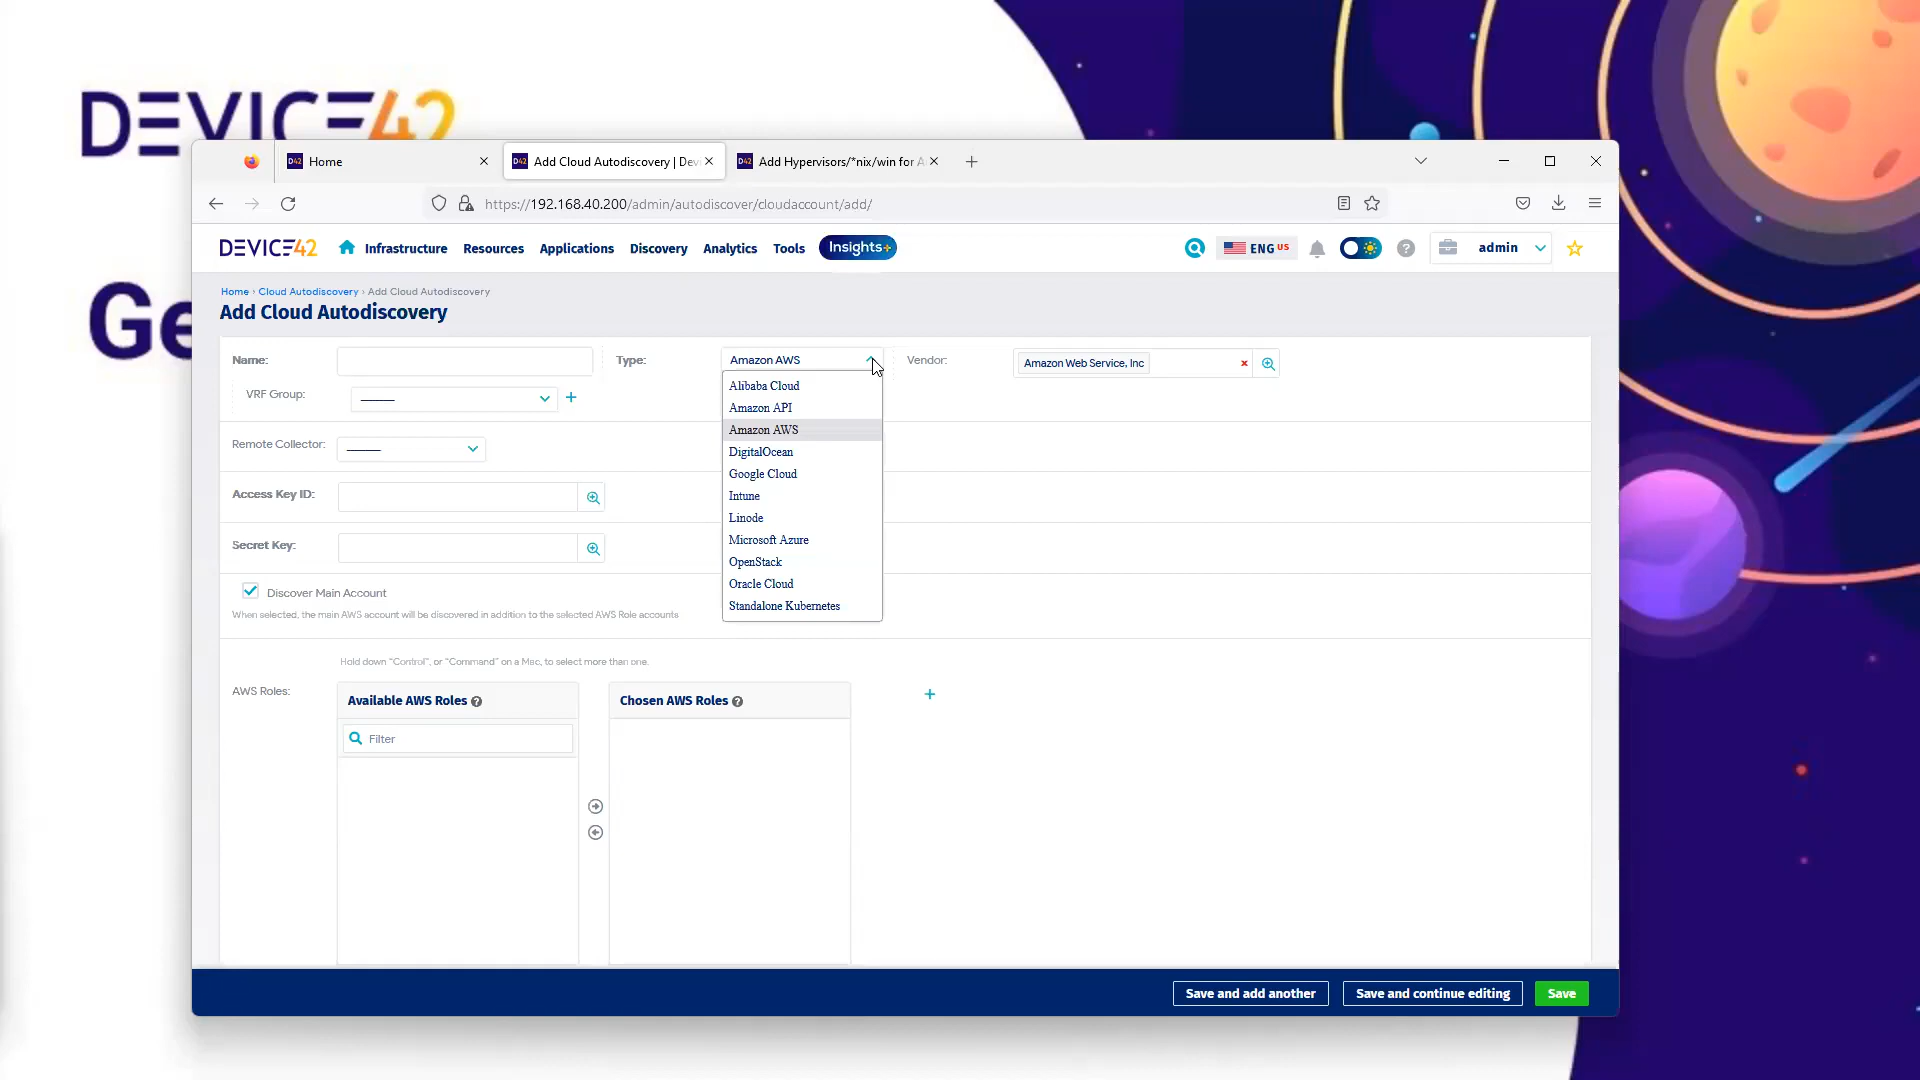 DEVICE42
Ge
Home
Add Cloud Autodiscovery | Dev
Add Hypervisors/*nix/win for A
https://192.168.40.200/admin/autodiscover/cloudaccount/add/
DEVICE42 Infrastructure Resources Applications Discovery Analytics Tools Insights+ ENG US admin
Home › Cloud Autodiscovery › Add Cloud Autodiscovery
Add Cloud Autodiscovery
Name: Type: Amazon AWS Vendor: Amazon Web Service, Inc
VRF Group: ---------
Remote Collector: ---------
Access Key ID:
Secret Key:
Alibaba Cloud
Amazon API
Amazon AWS
DigitalOcean
Google Cloud
Intune
Linode
Microsoft Azure
OpenStack
Oracle Cloud
Standalone Kubernetes
Discover Main Account
When selected, the main AWS account will be discovered in addition to the selected AWS Role accounts
Hold down "Control", or "Command" on a Mac, to select more than one.
AWS Roles: Available AWS Roles Chosen AWS Roles
Filter
Save and add another Save and continue editing Save